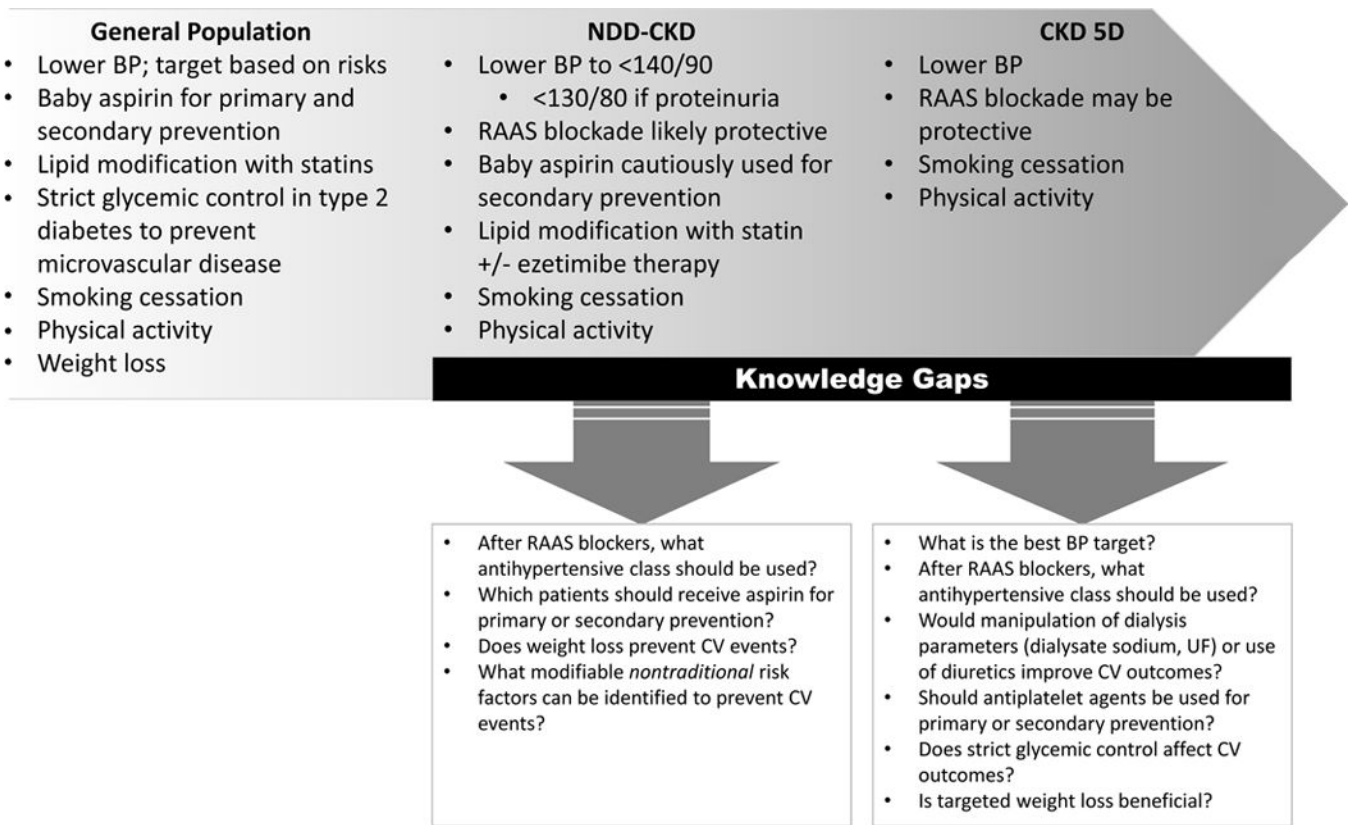 General Population
• Lower BP; target based on risks
• Baby aspirin for primary and
secondary prevention
• Lipid modification with statins
• Strict glycemic control in type 2
diabetes to prevent
microvascular disease
• Smoking cessation
• Physical activity
• Weight loss
NDD-CKD
• Lower BP to <140/90
• <130/80 if proteinuria
• RAAS blockade likely protective
• Baby aspirin cautiously used for
secondary prevention
• Lipid modification with statin
+/- ezetimibe therapy
• Smoking cessation
• Physical activity
CKD 5D
• Lower BP
• RAAS blockade may be
protective
• Smoking cessation
• Physical activity
Knowledge Gaps
• After RAAS blockers, what
antihypertensive class should be used?
• Which patients should receive aspirin for
primary or secondary prevention?
• Does weight loss prevent CV events?
• What modifiable nontraditional risk
factors can be identified to prevent CV
events?
• What is the best BP target?
• After RAAS blockers, what
antihypertensive class should be used?
• Would manipulation of dialysis
parameters (dialysate sodium, UF) or use
of diuretics improve CV outcomes?
• Should antiplatelet agents be used for
primary or secondary prevention?
• Does strict glycemic control affect CV
outcomes?
• Is targeted weight loss beneficial?